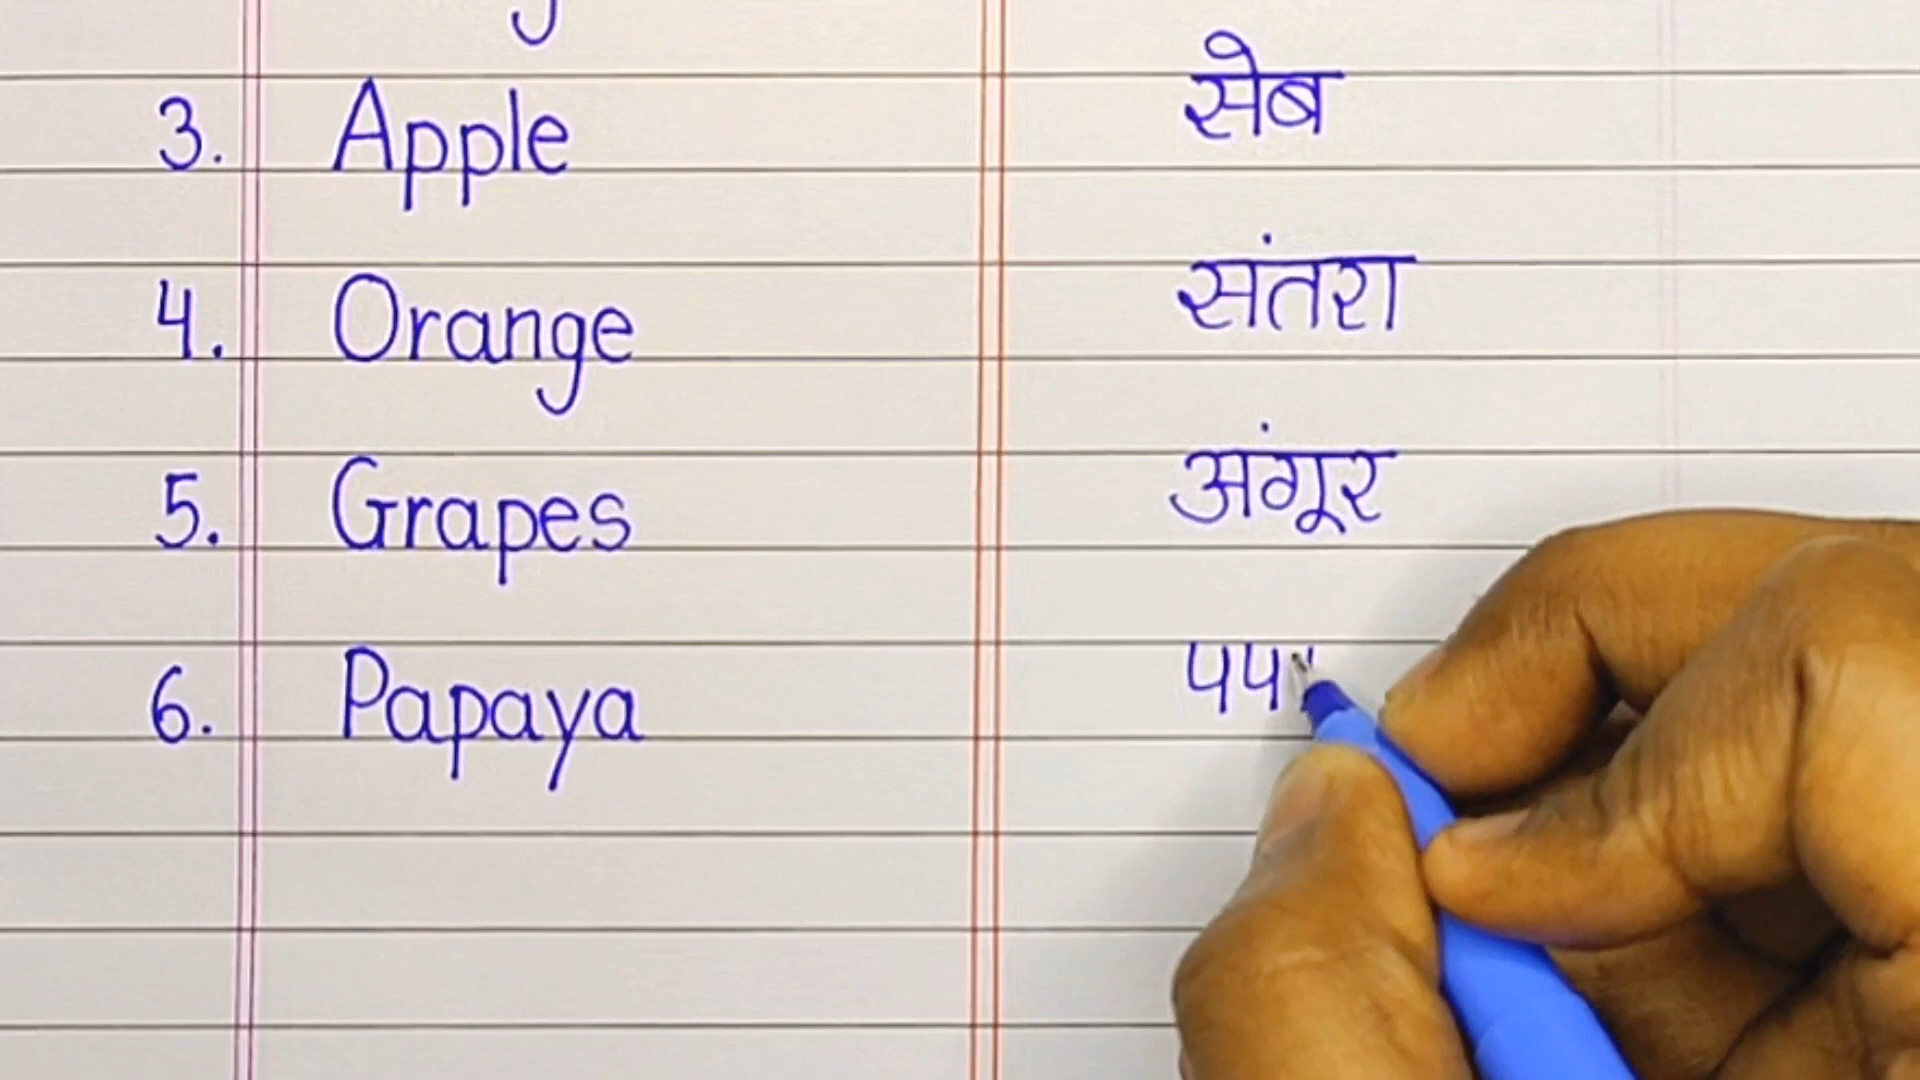 3. Apple सेब
4. Orange संतरा
5. Grapes अंगूर
6. Papaya